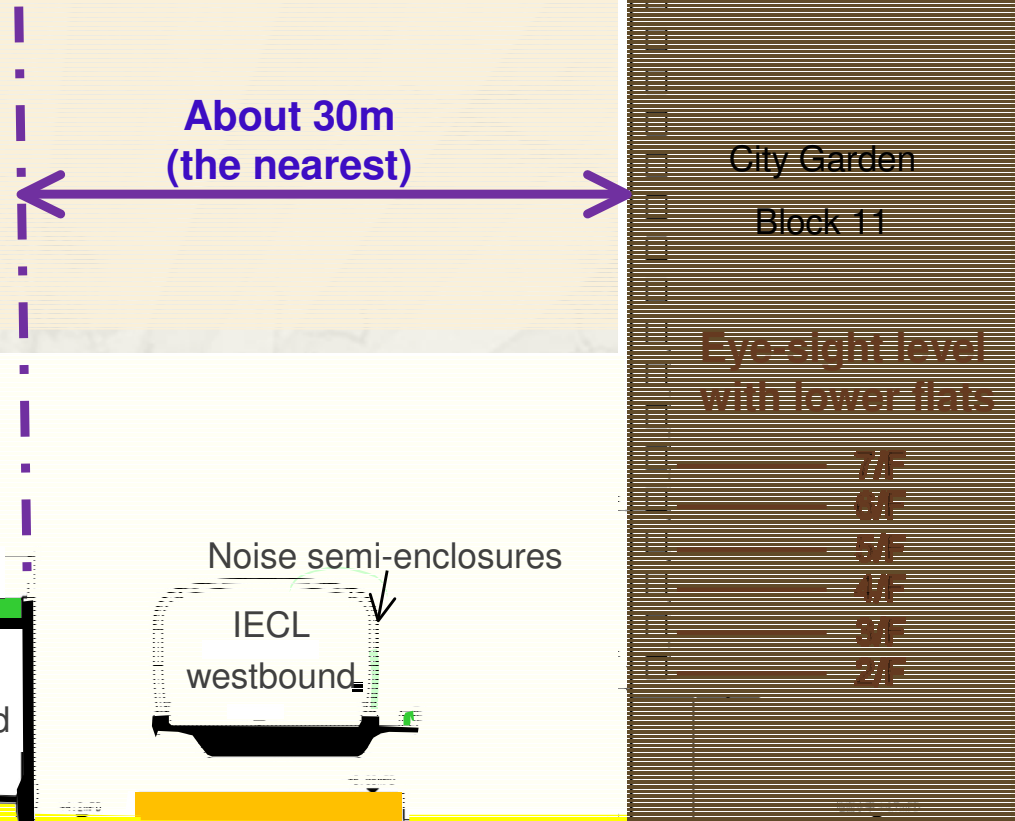 About 30m
(the nearest)
City Garden
Block 11
Eye-sight level
with lower flats
7/F
6/F
5/F
4/F
3/F
2/F
Noise semi-enclosures
IECL
westbound
d